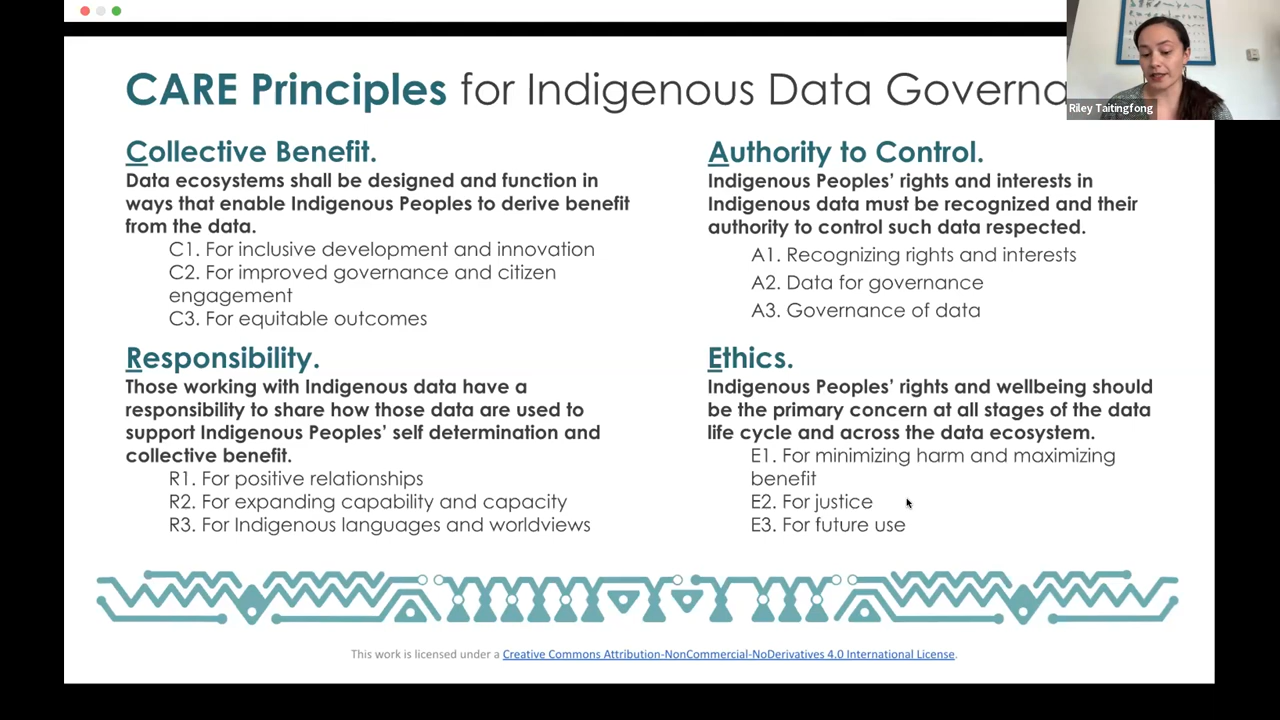 CARE Principles for Indigenous Data Governa
Riley Taitingfong
Collective Benefit.
Data ecosystems shall be designed and function in
ways that enable Indigenous Peoples to derive benefit
from the data.
C1. For inclusive development and innovation
C2. For improved governance and citizen
engagement
C3. For equitable outcomes
Authority to Control.
Indigenous Peoples’ rights and interests in
Indigenous data must be recognized and their
authority to control such data respected.
A1. Recognizing rights and interests
A2. Data for governance
A3. Governance of data
Responsibility.
Those working with Indigenous data have a
responsibility to share how those data are used to
support Indigenous Peoples’ self determination and
collective benefit.
R1. For positive relationships
R2. For expanding capability and capacity
R3. For Indigenous languages and worldviews
Ethics.
Indigenous Peoples’ rights and wellbeing should
be the primary concern at all stages of the data
life cycle and across the data ecosystem.
E1. For minimizing harm and maximizing
benefit
E2. For justice
E3. For future use
This work is licensed under a Creative Commons Attribution-NonCommercial-NoDerivatives 4.0 International License.